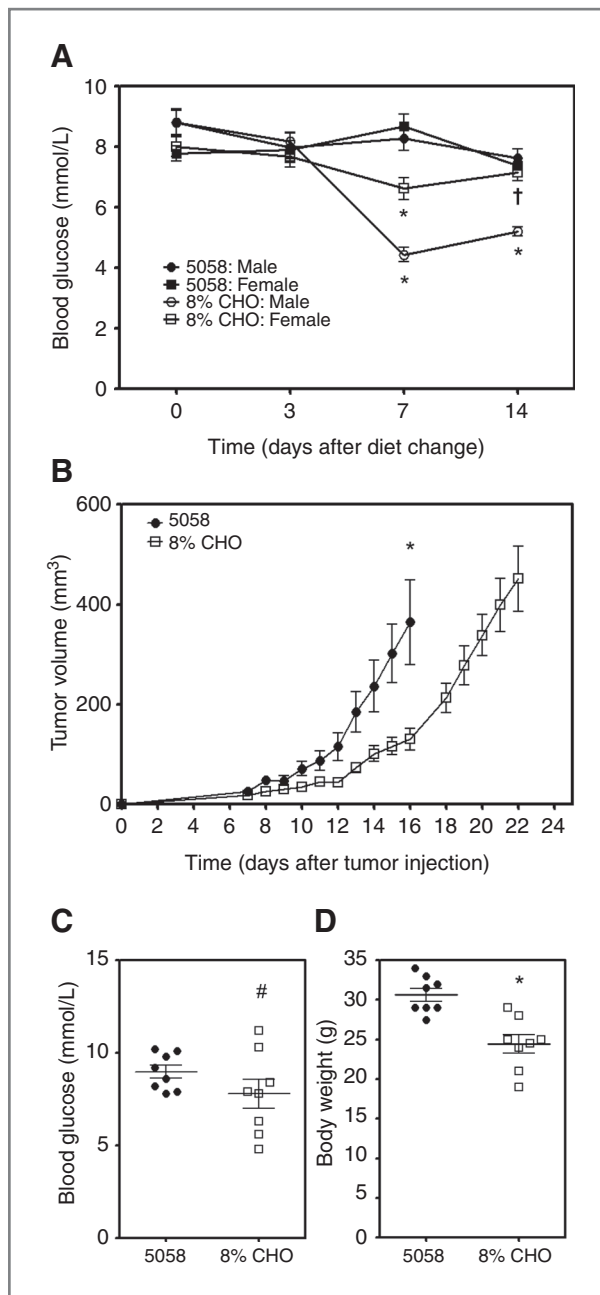 A
10
8
6
4
2
0
Blood glucose (mmol/L)
*
†
*
*
5058: Male
5058: Female
8% CHO: Male
8% CHO: Female
0 3 7 14
Time (days after diet change)
B
600
400
200
0
Tumor volume (mm³)
5058
8% CHO
*
0 2 4 6 8 10 12 14 16 18 20 22 24
Time (days after tumor injection)
C
15
10
5
0
Blood glucose (mmol/L)
#
5058 8% CHO
D
35
30
25
20
15
10
5
0
Body weight (g)
*
5058 8% CHO